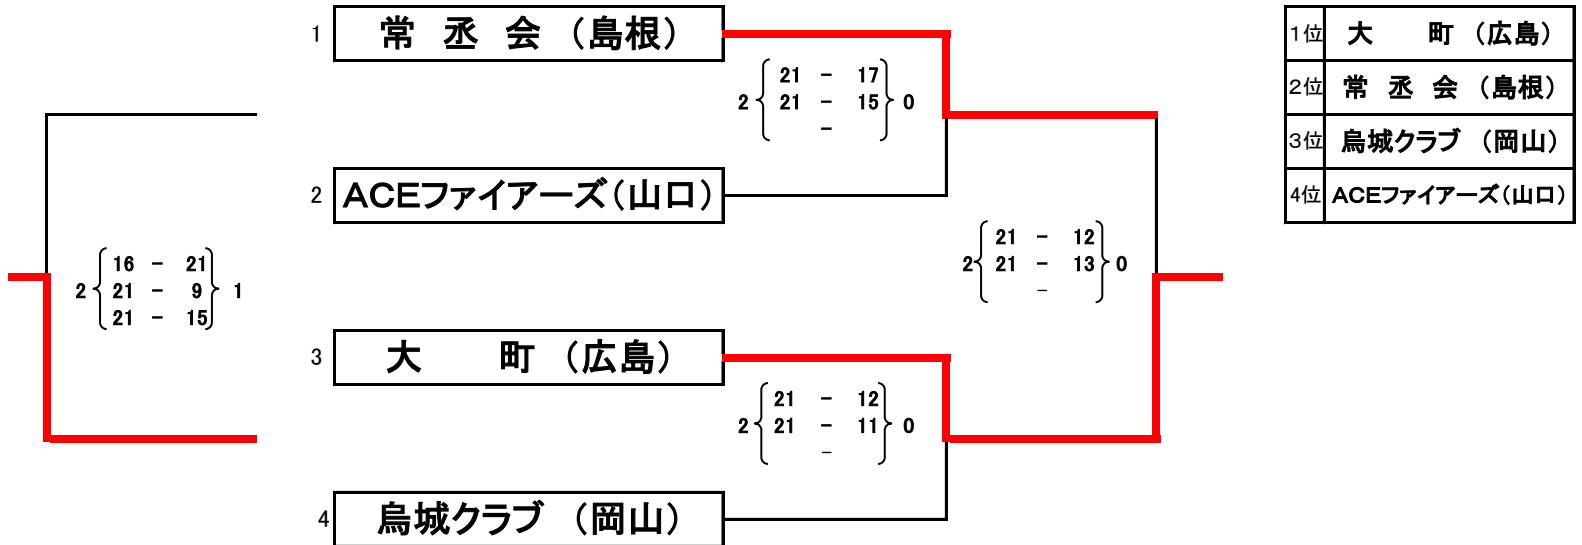 1 常 丞 会 （島根）
2 { 21 - 17 } 0
21 - 15
-
2 ACEファイアーズ(山口)
3 大 町 （広島）
2 { 21 - 12 } 0
21 - 11
-
4 烏城クラブ （岡山）
2 { 21 - 12 } 0
21 - 13
-
2 { 16 - 21 } 1
21 - 9
21 - 15
1位 大 町 （広島）
2位 常 丞 会 （島根）
3位 烏城クラブ （岡山）
4位 ACEファイアーズ(山口)